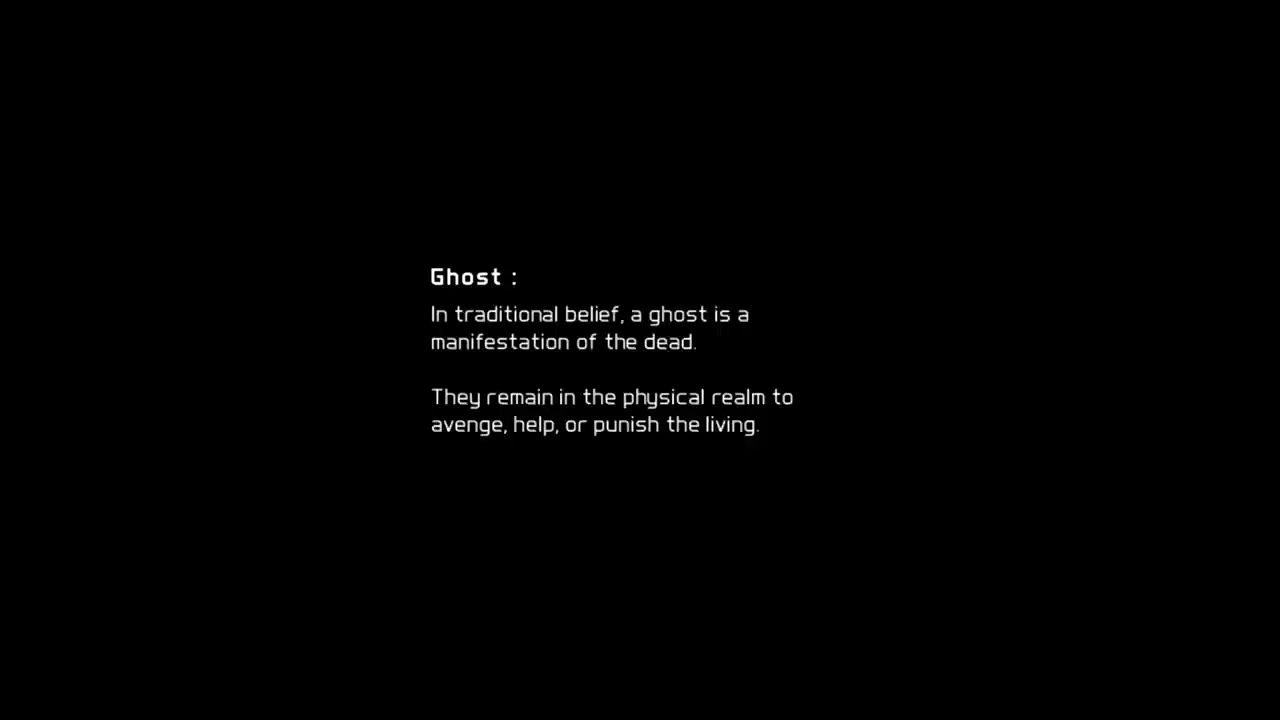 Ghost :
In traditional belief, a ghost is a
manifestation of the dead.
They remain in the physical realm to
avenge, help, or punish the living.